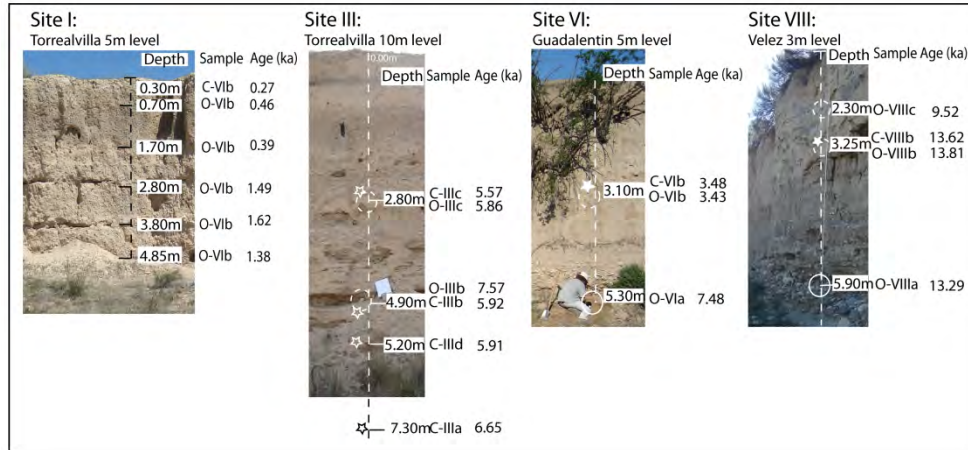 Site I:
Torrealvilla 5m level
Depth Sample Age (ka)
0.30m C-VIb 0.27
0.70m O-VIb 0.46
1.70m O-VIb 0.39
2.80m O-VIb 1.49
3.80m O-VIb 1.62
4.85m O-VIb 1.38
Site III:
Torrealvilla 10m level
0.00m
Depth Sample Age (ka)
C-IIIc 5.57
2.80m
O-IIIc 5.86
O-IIIb 7.57
4.90m C-IIIb 5.92
5.20m C-IIId 5.91
7.30m C-IIIa 6.65
Site VI:
Guadalentin 5m level
Depth Sample Age (ka)
C-VIb 3.48
3.10m
O-VIb 3.43
5.30m O-VIa 7.48
Site VIII:
Velez 3m level
Depth Sample Age (ka)
2.30m O-VIIIc 9.52
C-VIIIb 13.62
3.25m
O-VIIIb 13.81
5.90m O-VIIIa 13.29